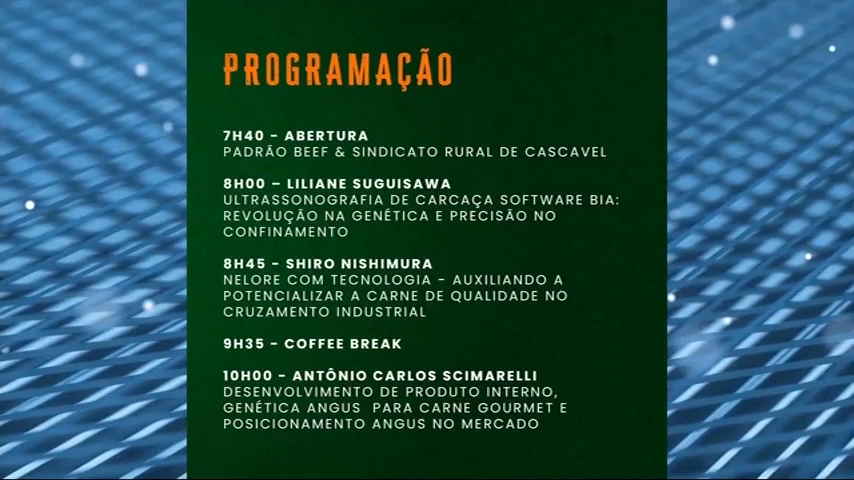 PROGRAMAÇÃO
7H40 - ABERTURA
PADRÃO BEEF & SINDICATO RURAL DE CASCAVEL
8H00 – LILIANE SUGUISAWA
ULTRASSONOGRAFIA DE CARCAÇA SOFTWARE BIA:
REVOLUÇÃO NA GENÉTICA E PRECISÃO NO
CONFINAMENTO
8H45 - SHIRO NISHIMURA
NELORE COM TECNOLOGIA - AUXILIANDO A
POTENCIALIZAR A CARNE DE QUALIDADE NO
CRUZAMENTO INDUSTRIAL
9H35 - COFFEE BREAK
10H00 - ANTÔNIO CARLOS SCIMARELLI
DESENVOLVIMENTO DE PRODUTO INTERNO,
GENÉTICA ANGUS  PARA CARNE GOURMET E
POSICIONAMENTO ANGUS NO MERCADO